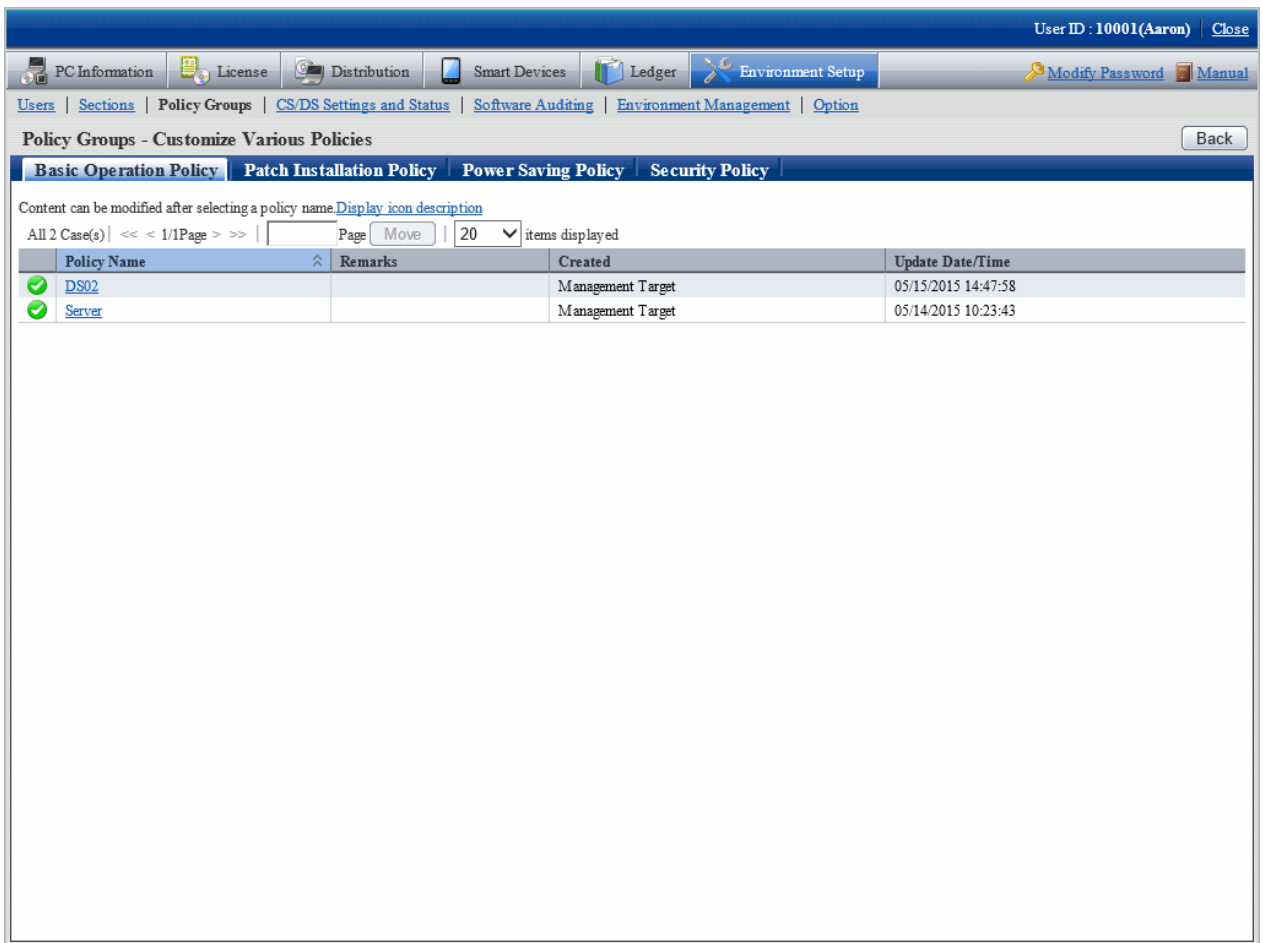 User ID : 10001(Aaron) Close
PC Information License Distribution Smart Devices Ledger Environment Setup Modify Password Manual
Users | Sections | Policy Groups | CS/DS Settings and Status | Software Auditing | Environment Management | Option
Policy Groups - Customize Various Policies Back
Basic Operation Policy Patch Installation Policy Power Saving Policy Security Policy
Content can be modified after selecting a policy name.Display icon description
All 2 Case(s)| << < 1/1Page > >> | Page Move | 20 items displayed
Policy Name Remarks Created Update Date/Time
DS02 Management Target 05/15/2015 14:47:58
Server Management Target 05/14/2015 10:23:43